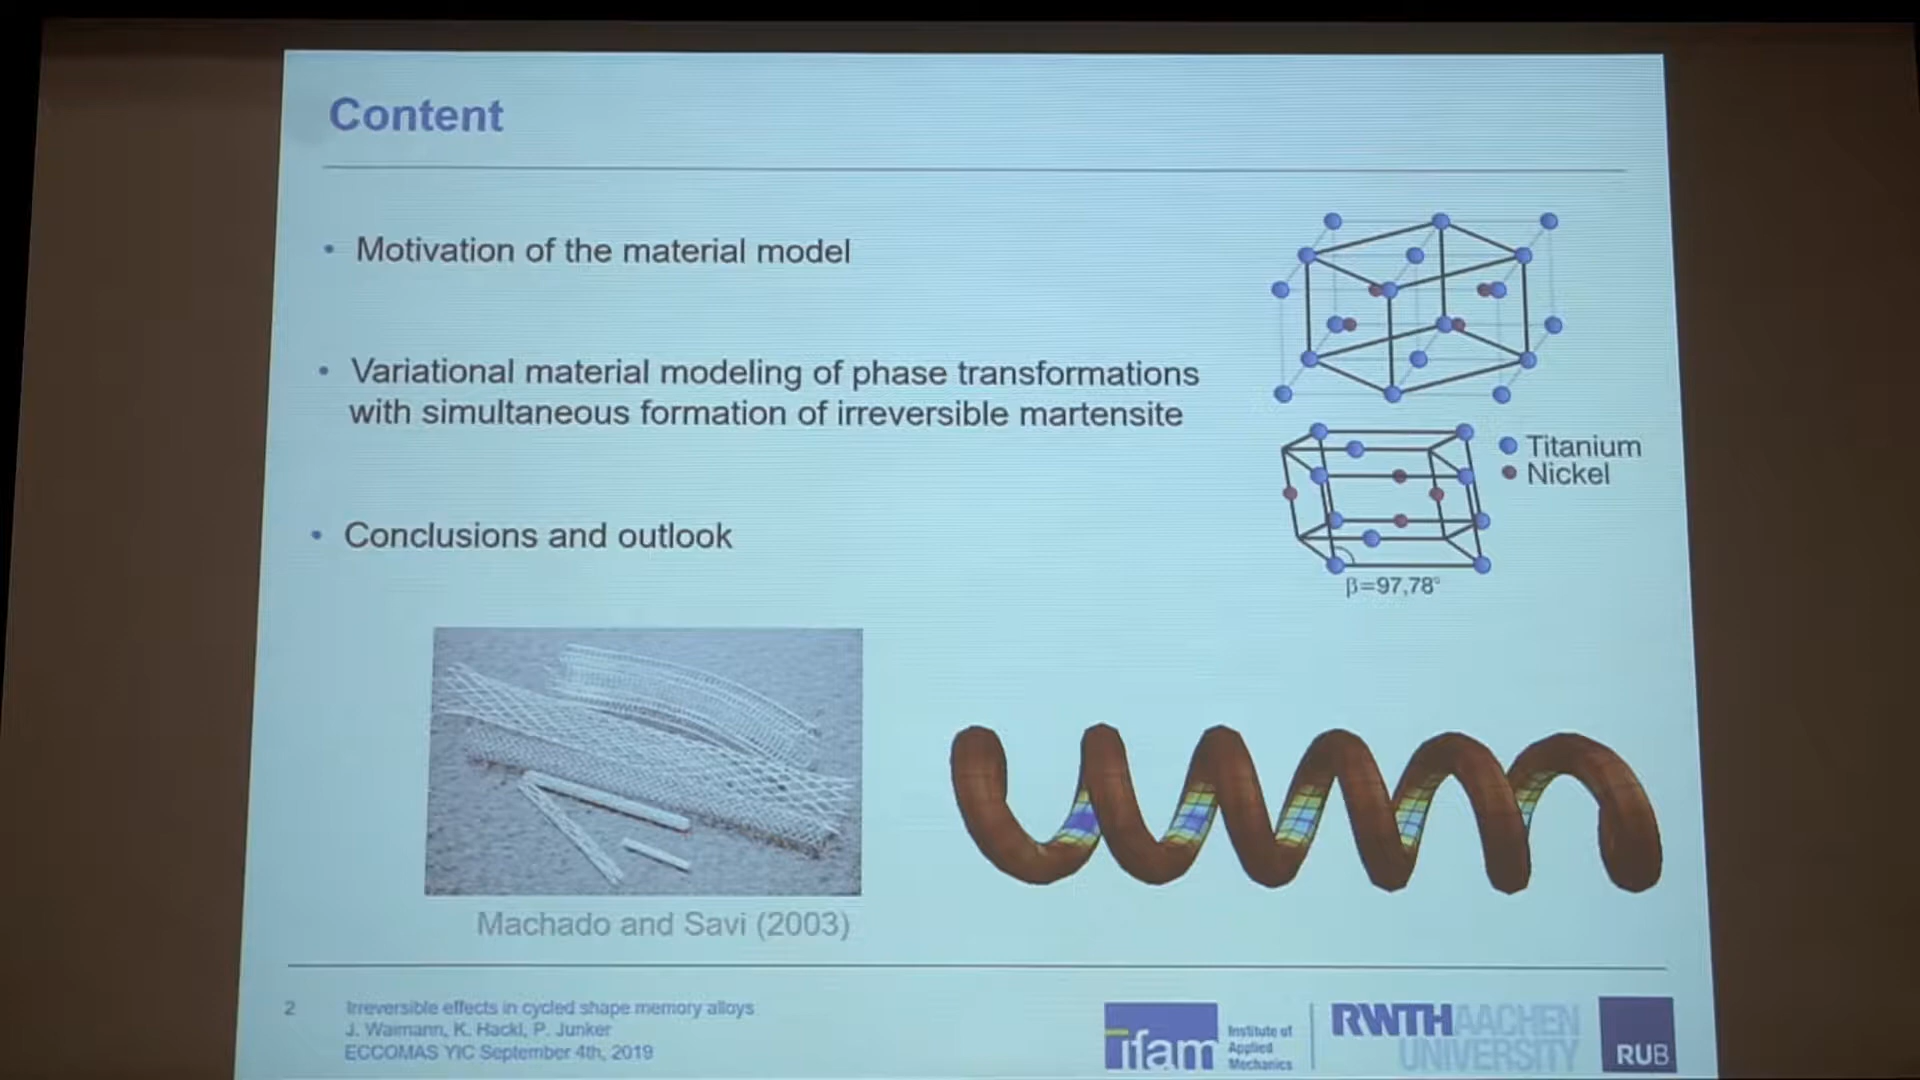 Content
• Motivation of the material model
• Variational material modeling of phase transformations
with simultaneous formation of irreversible martensite
• Conclusions and outlook
Titanium
Nickel
β=97,78°
Machado and Savi (2003)
2
Irreversible effects in cycled shape memory alloys
J. Waimann, K. Hackl, P. Junker
ECCOMAS YIC September 4th, 2019
ifam
Institute of
Applied
Mechanics
RWTH AACHEN
UNIVERSITY
RUB